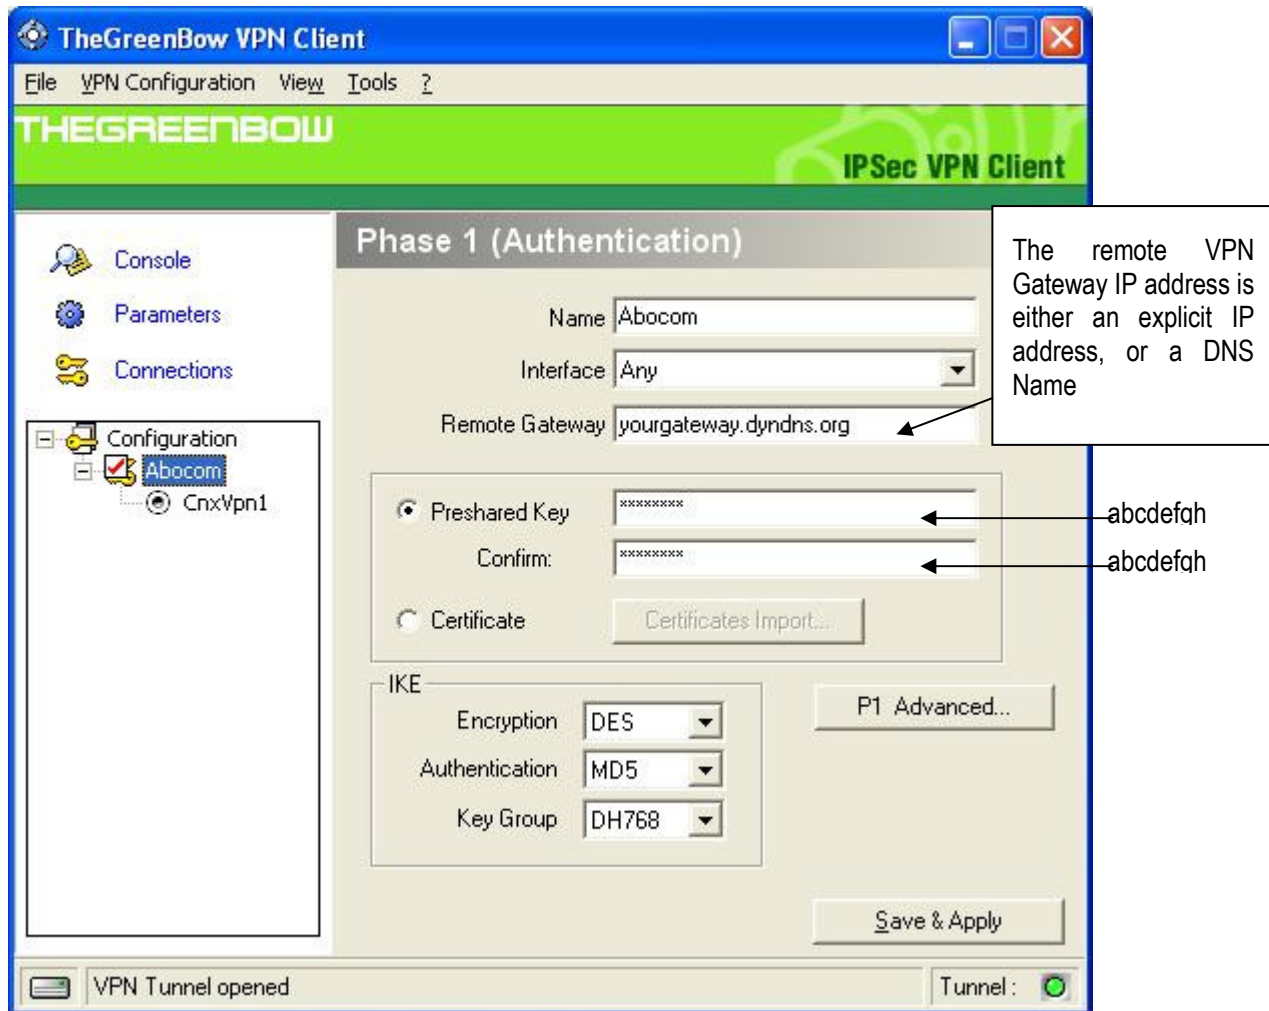 TheGreenBow VPN Client
File VPN Configuration View Tools ?
THEGREENBOW
IPSec VPN Client
Console
Parameters
Connections
Configuration
Abocom
CnxVpn1
Phase 1 (Authentication)
Name Abocom
Interface Any
Remote Gateway yourgateway.dyndns.org
The remote VPN
Gateway IP address is
either an explicit IP
address, or a DNS
Name
Preshared Key ******** abcdefgh
Confirm: ******** abcdefgh
Certificate Certificates Import...
IKE
Encryption DES
Authentication MD5
Key Group DH768
P1 Advanced...
Save & Apply
VPN Tunnel opened
Tunnel :